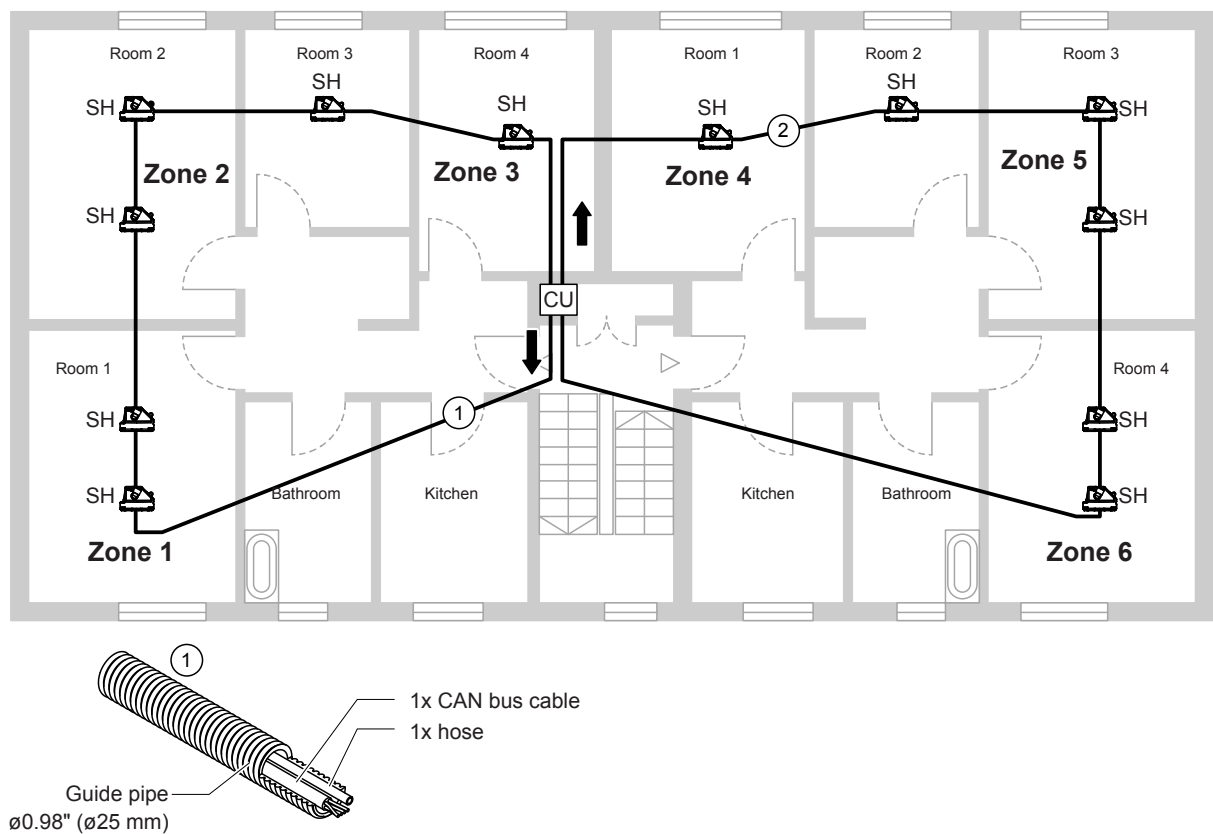 Room 2
Room 3
Room 4
Room 1
Room 2
Room 3
SH
SH
SH
SH
SH
SH
2
Zone 2
Zone 3
Zone 4
Zone 5
SH
SH
CU
Room 1
Room 4
1
SH
SH
SH
SH
Bathroom
Kitchen
Kitchen
Bathroom
Zone 1
Zone 6
1
1x CAN bus cable
1x hose
Guide pipe
ø0.98" (ø25 mm)